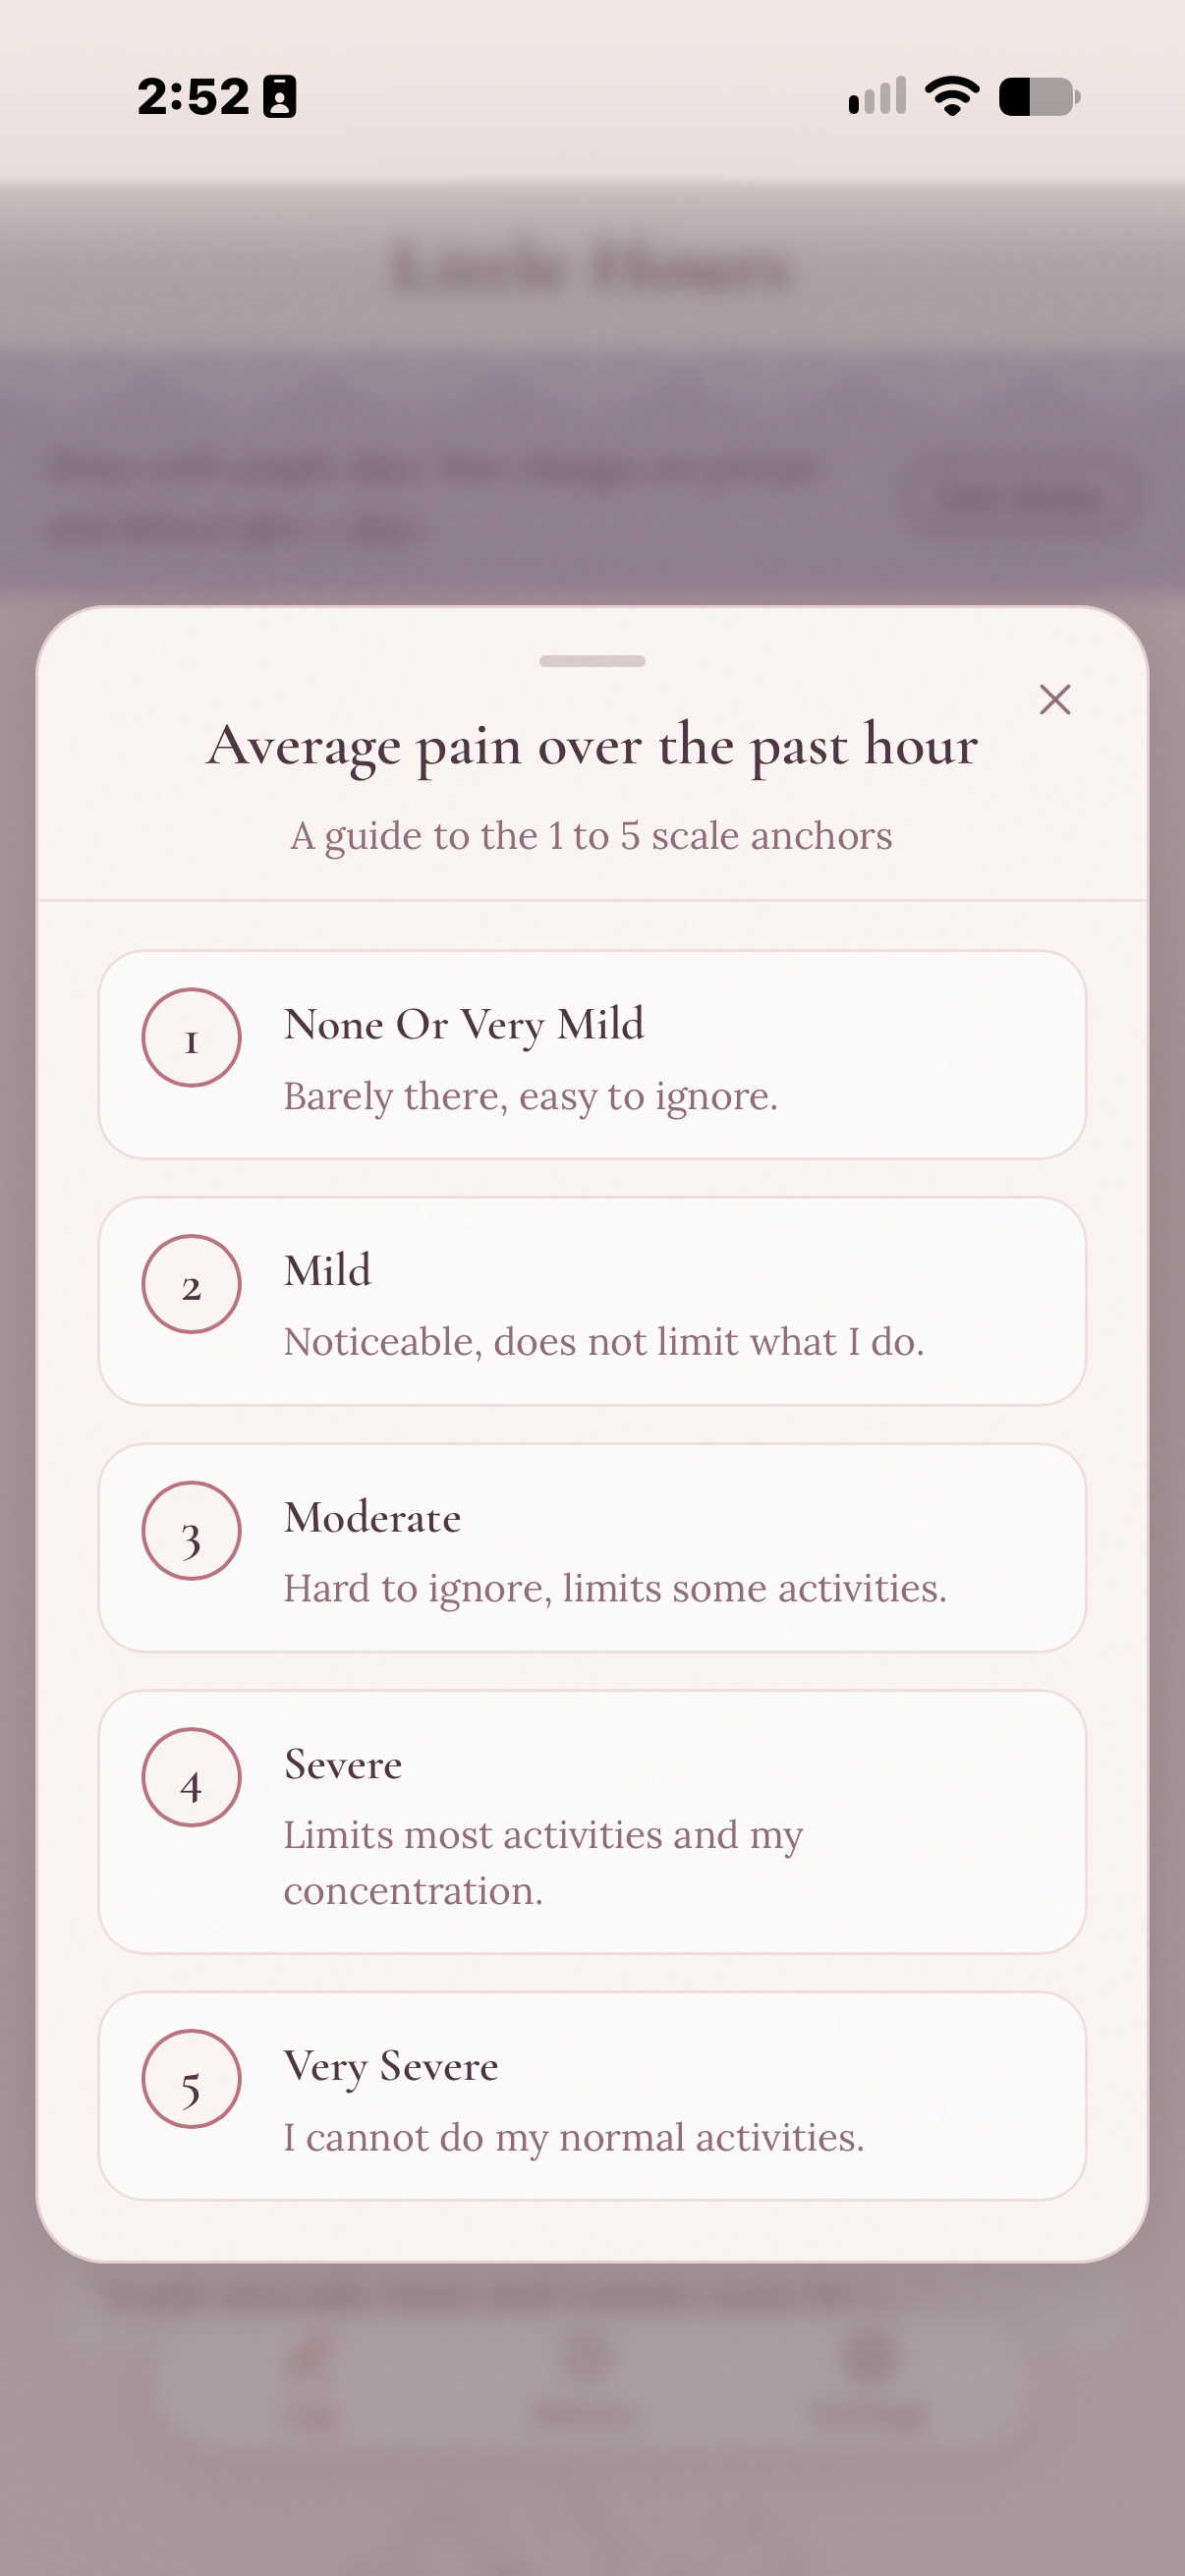 2:52
Little Hours
Average pain over the past hour
A guide to the 1 to 5 scale anchors
1
None Or Very Mild
Barely there, easy to ignore.
2
Mild
Noticeable, does not limit what I do.
3
Moderate
Hard to ignore, limits some activities.
4
Severe
Limits most activities and my
concentration.
5
Very Severe
I cannot do my normal activities.